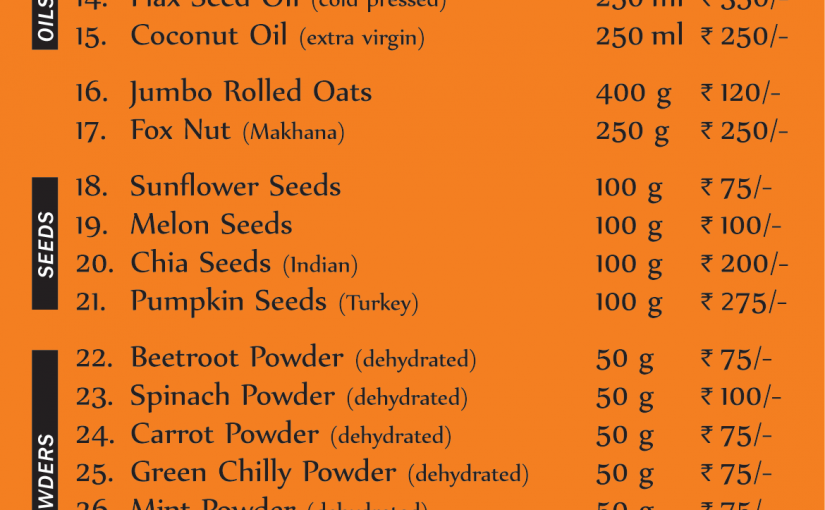 OILS
14. Flax Seed Oil (cold pressed) 250 ml ₹ 350/-
15. Coconut Oil (extra virgin) 250 ml ₹ 250/-
16. Jumbo Rolled Oats 400 g ₹ 120/-
17. Fox Nut (Makhana) 250 g ₹ 250/-
SEEDS
18. Sunflower Seeds 100 g ₹ 75/-
19. Melon Seeds 100 g ₹ 100/-
20. Chia Seeds (Indian) 100 g ₹ 200/-
21. Pumpkin Seeds (Turkey) 100 g ₹ 275/-
WDERS
22. Beetroot Powder (dehydrated) 50 g ₹ 75/-
23. Spinach Powder (dehydrated) 50 g ₹ 100/-
24. Carrot Powder (dehydrated) 50 g ₹ 75/-
25. Green Chilly Powder (dehydrated) 50 g ₹ 75/-
26. Mint Powder (dehydrated) 50 g ₹ 75/-